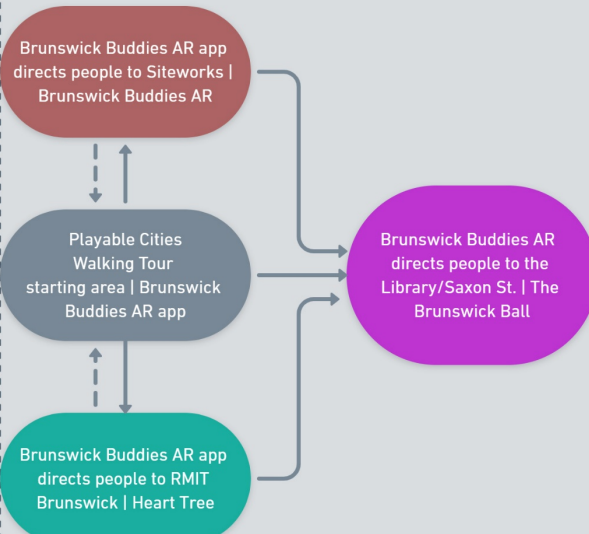 Brunswick Buddies AR app
directs people to Siteworks |
Brunswick Buddies AR
Playable Cities
Walking Tour
starting area | Brunswick
Buddies AR app
Brunswick Buddies AR
directs people to the
Library/Saxon St. | The
Brunswick Ball
Brunswick Buddies AR app
directs people to RMIT
Brunswick | Heart Tree